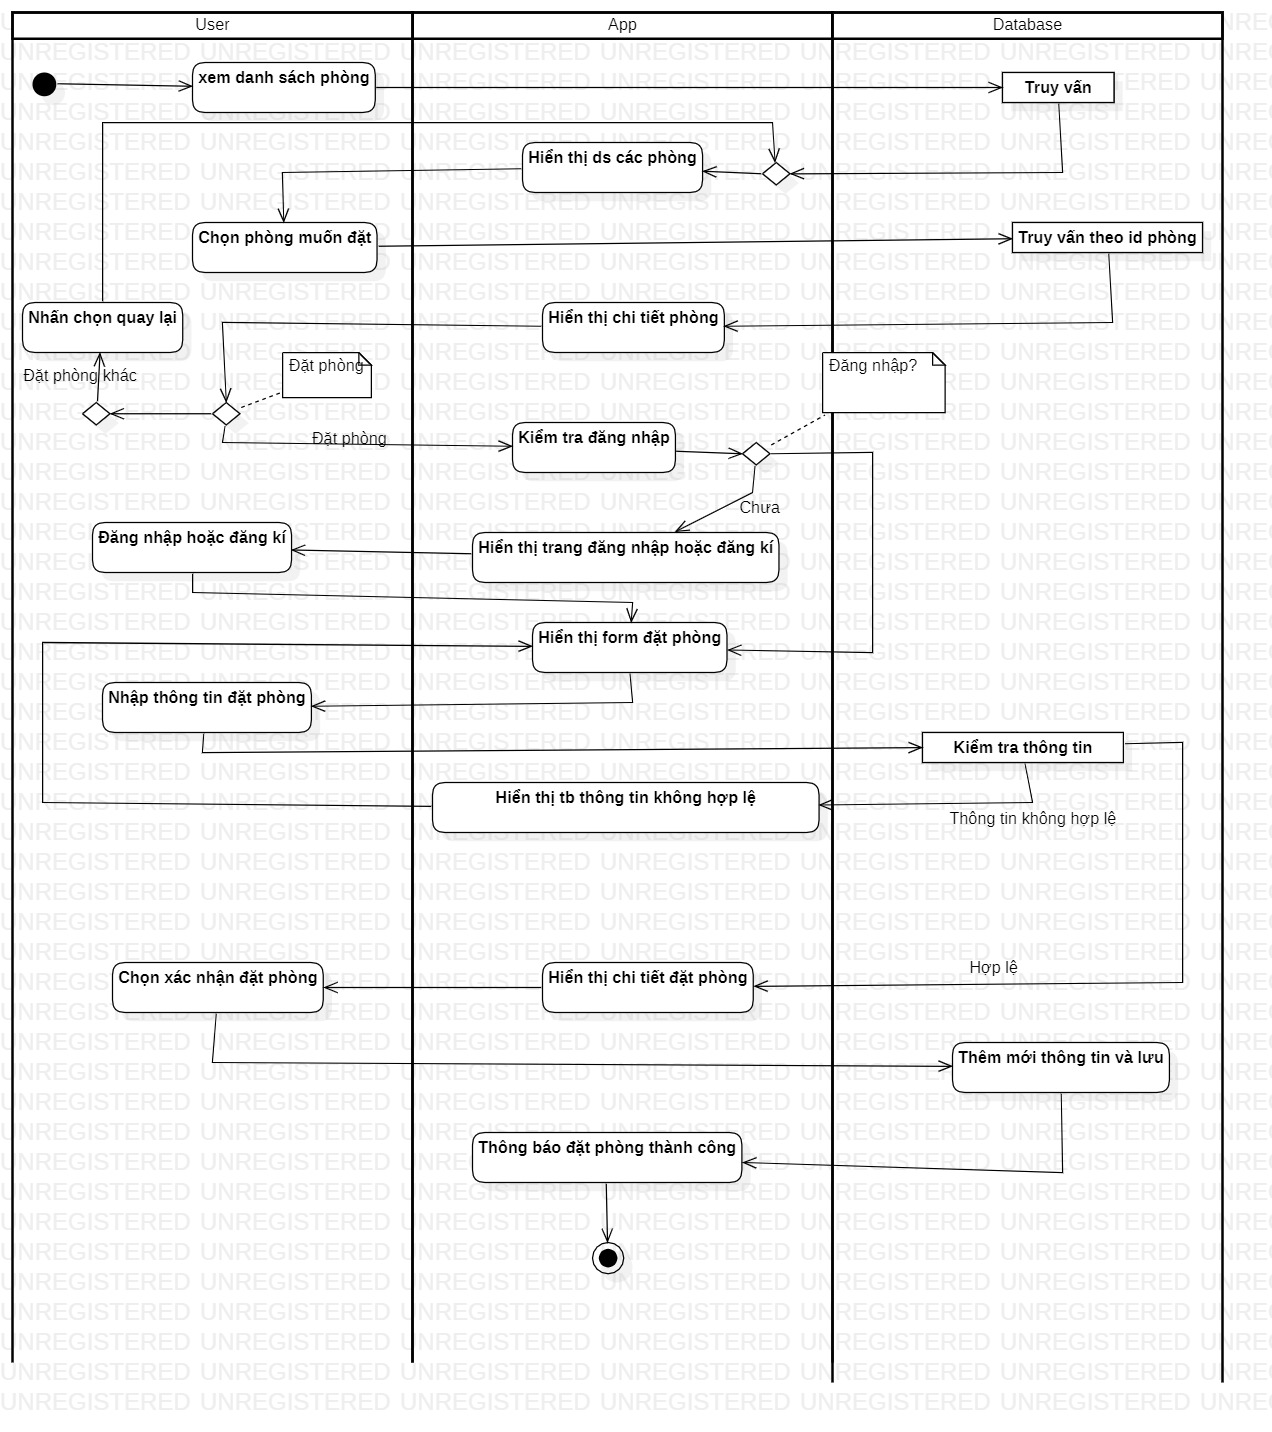 User
App
Database
xem danh sách phòng
Truy vấn
Hiển thị ds các phòng
Chọn phòng muốn đặt
Truy vấn theo id phòng
Nhấn chọn quay lại
Hiển thị chi tiết phòng
Đặt phòng
Đăng nhập?
Đặt phòng khác
Đặt phòng
Kiểm tra đăng nhập
Chưa
Đăng nhập hoặc đăng kí
Hiển thị trang đăng nhập hoặc đăng kí
Hiển thị form đặt phòng
Nhập thông tin đặt phòng
Kiểm tra thông tin
Hiển thị tb thông tin không hợp lệ
Thông tin không hợp lệ
Hợp lệ
Chọn xác nhận đặt phòng
Hiển thị chi tiết đặt phòng
Thêm mới thông tin và lưu
Thông báo đặt phòng thành công
UNREGISTERED